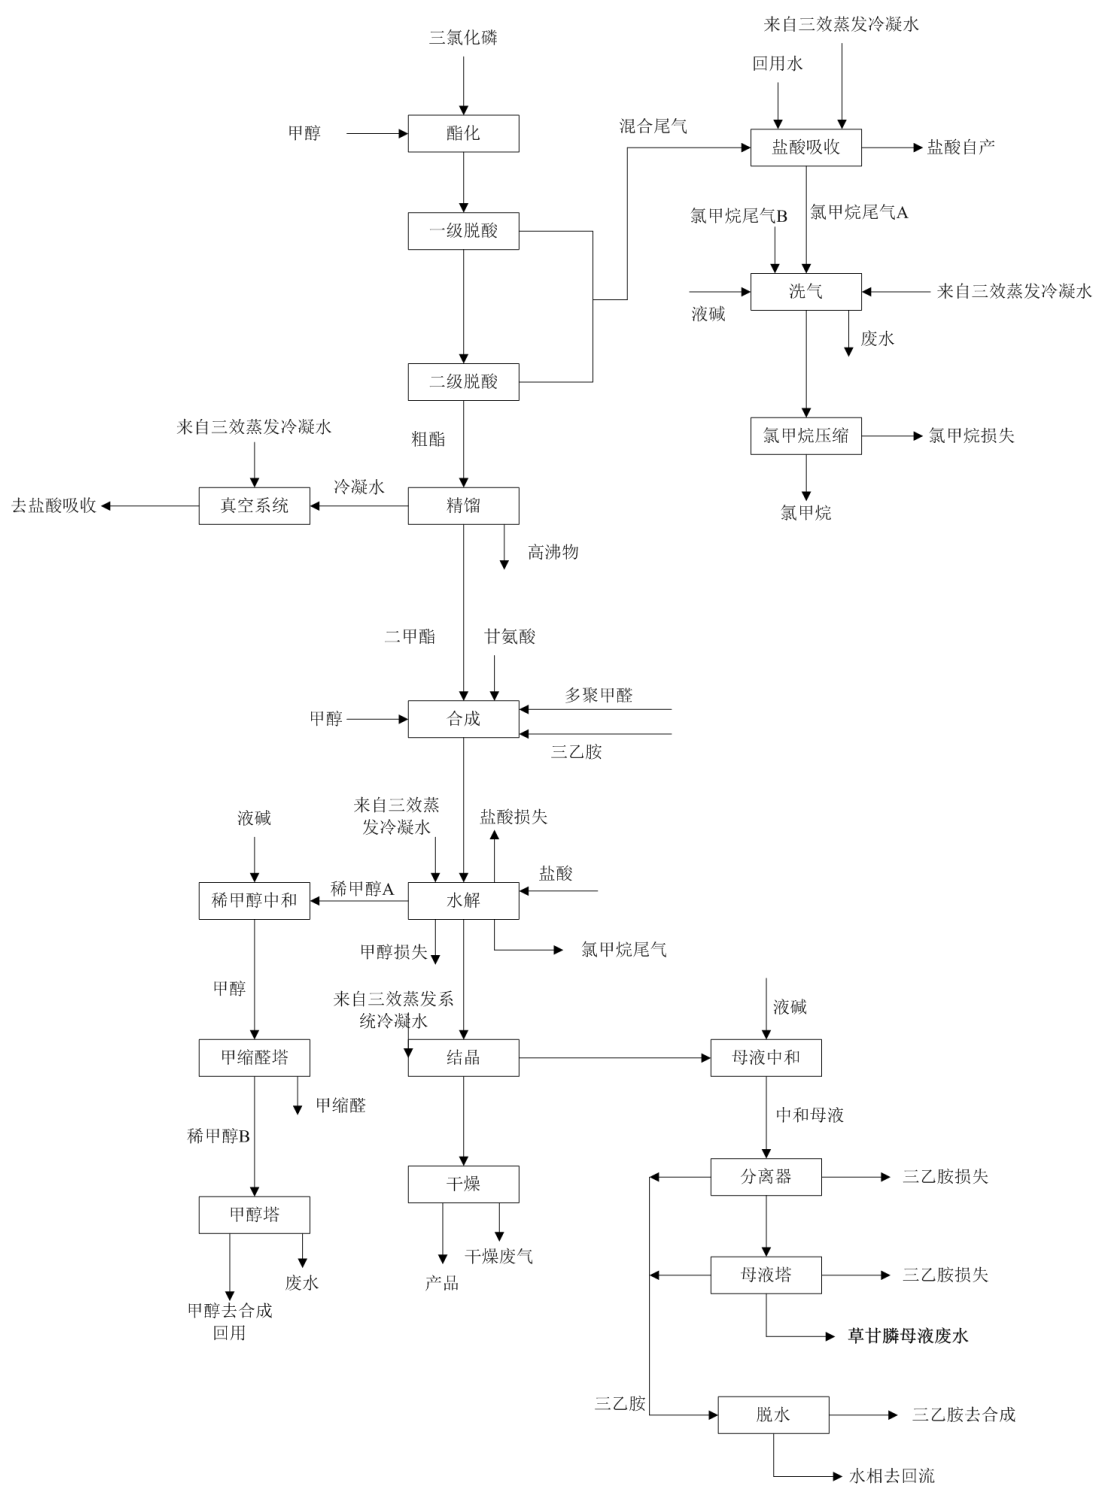 来自三效蒸发冷凝水
三氯化磷
回用水
混合尾气
甲醇
酯化
盐酸吸收
盐酸自产
氯甲烷尾气B
氯甲烷尾气A
一级脱酸
洗气
来自三效蒸发冷凝水
液碱
废水
二级脱酸
来自三效蒸发冷凝水
粗酯
氯甲烷压缩
氯甲烷损失
冷凝水
去盐酸吸收
真空系统
精馏
氯甲烷
高沸物
二甲酯
甘氨酸
多聚甲醛
甲醇
合成
三乙胺
来自三效蒸
发冷凝水
液碱
盐酸损失
盐酸
稀甲醇A
稀甲醇中和
水解
甲醇损失
氯甲烷尾气
甲醇
来自三效蒸发系
统冷凝水
液碱
甲缩醛塔
结晶
母液中和
甲缩醛
中和母液
稀甲醇B
分离器
三乙胺损失
干燥
甲醇塔
干燥废气
产品
废水
母液塔
三乙胺损失
甲醇去合成
回用
草甘膦母液废水
三乙胺
脱水
三乙胺去合成
水相去回流